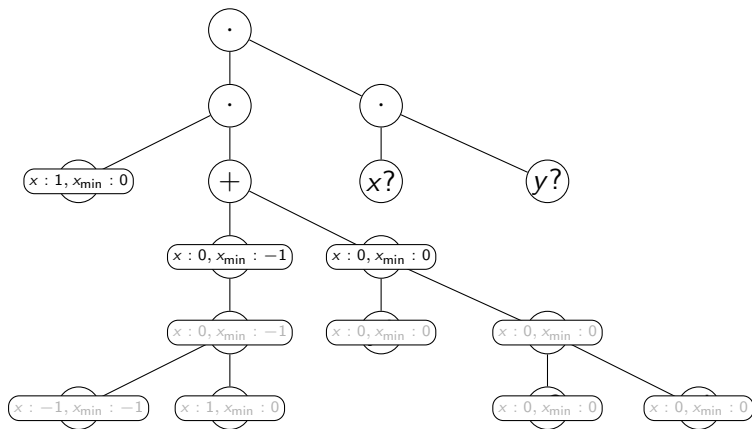 ·
· ·
x : 1, x_min : 0 + x? y?
x : 0, x_min : −1 x : 0, x_min : 0
x : 0, x_min : −1 x : 0, x_min : 0 x : 0, x_min : 0
x : −1, x_min : −1 x : 1, x_min : 0 x : 0, x_min : 0 x : 0, x_min : 0